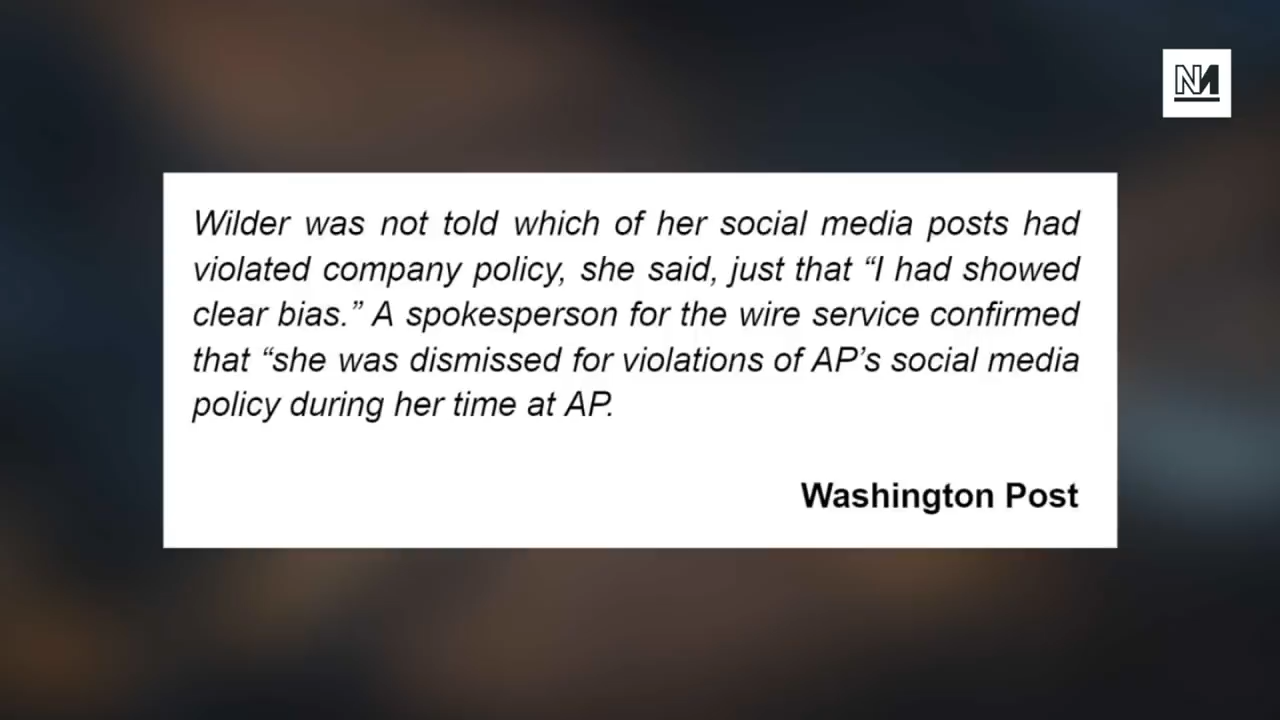 NM
Wilder was not told which of her social media posts had
violated company policy, she said, just that “I had showed
clear bias.” A spokesperson for the wire service confirmed
that “she was dismissed for violations of AP’s social media
policy during her time at AP.
Washington Post